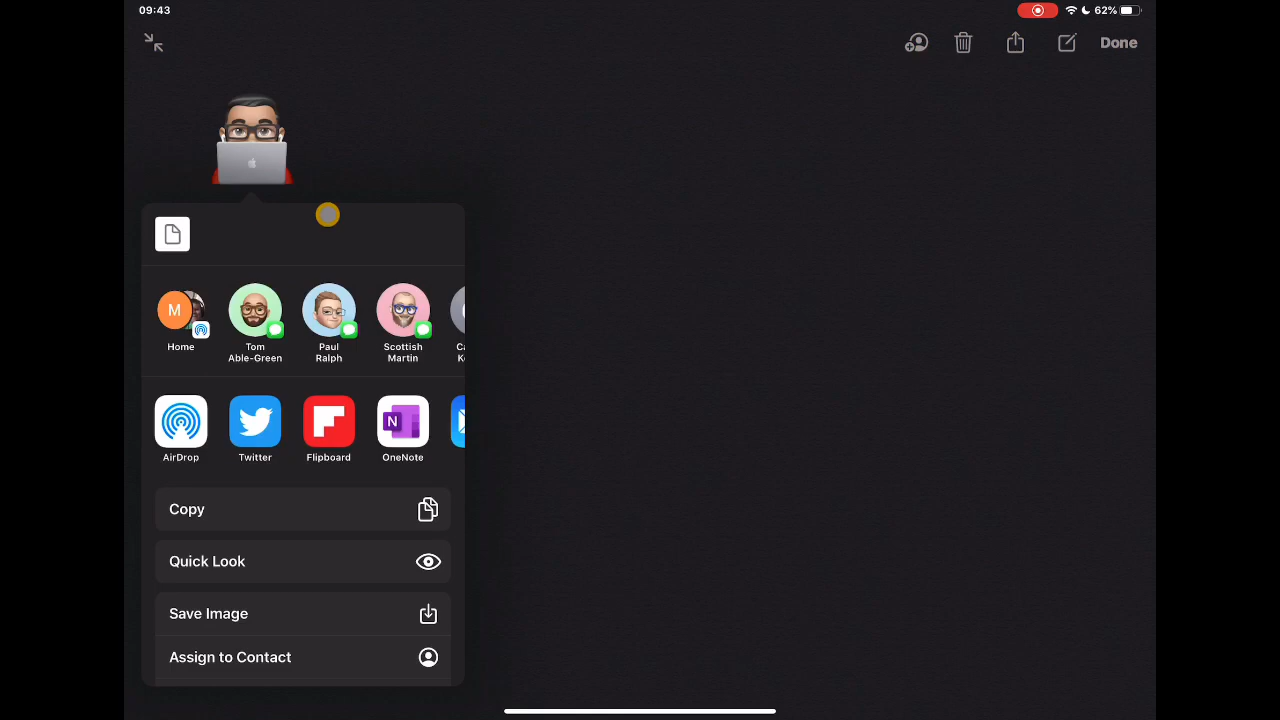 09:43
62%
Done
M
Home
Tom
Able-Green
Paul
Ralph
Scottish
Martin
AirDrop
Twitter
Flipboard
N
OneNote
Copy
Quick Look
Save Image
Assign to Contact